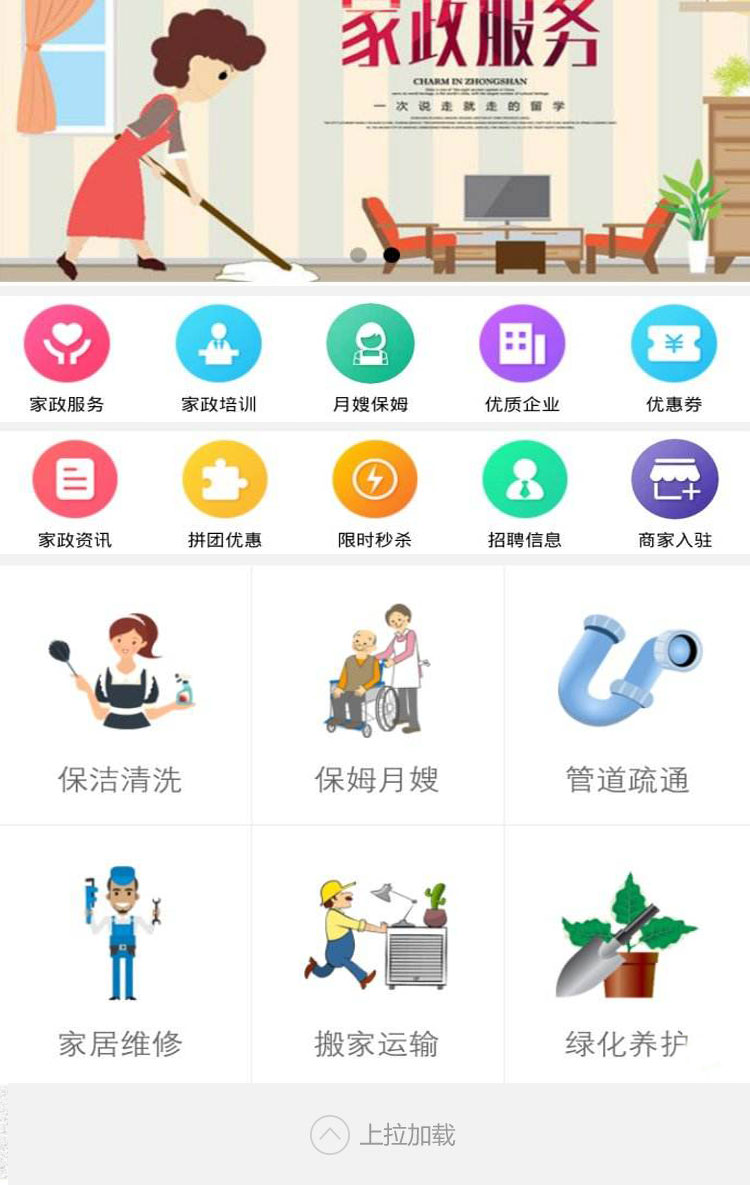 家政服务
CHARM IN ZHONGSHAN
一次说走就走的留学
家政服务 家政培训 月嫂保姆 优质企业 优惠券
家政资讯 拼团优惠 限时秒杀 招聘信息 商家入驻
保洁清洗 保姆月嫂 管道疏通
家居维修 搬家运输 绿化养护
上拉加载